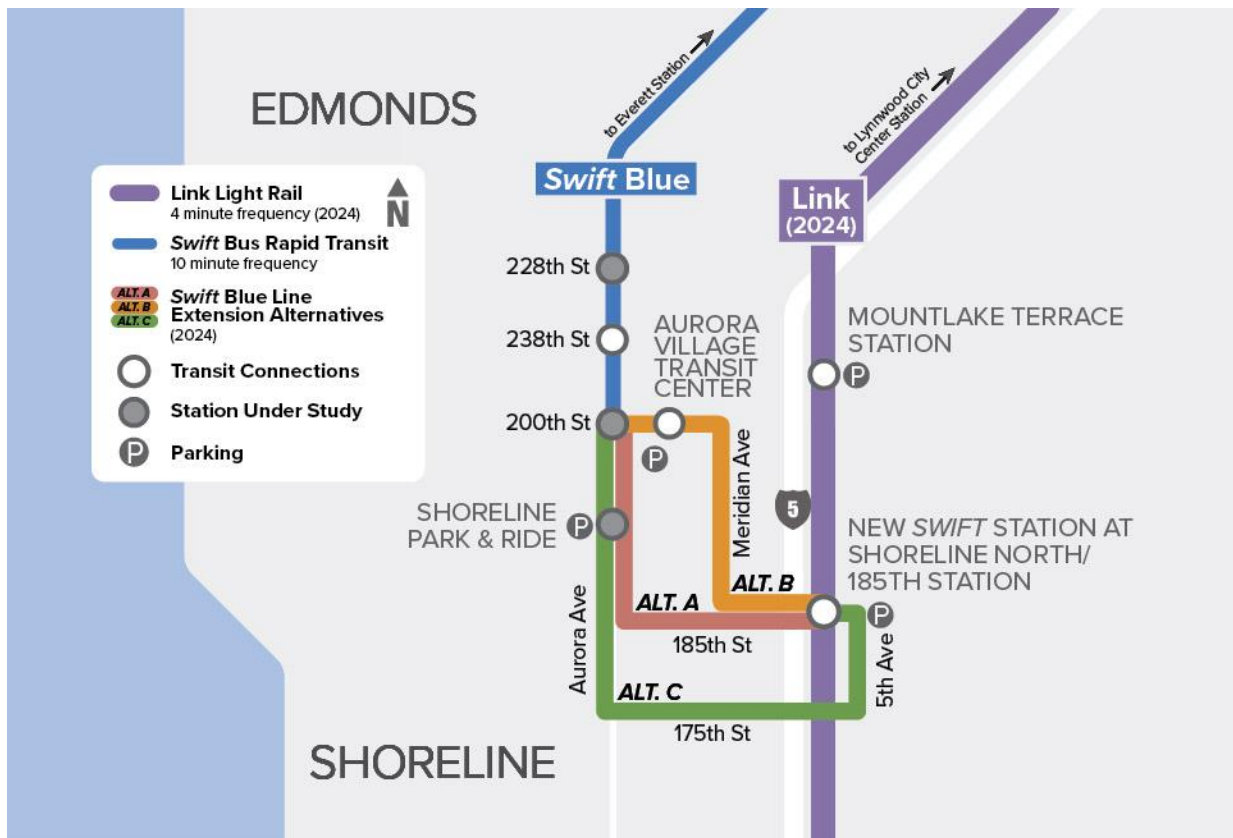 EDMONDS
to Everett Station
to Lynnwood City
Center Station
Link Light Rail
4 minute frequency (2024)
N
Swift Bus Rapid Transit
10 minute frequency
ALT. A
ALT. B
ALT. C
Swift Blue Line
Extension Alternatives
(2024)
Transit Connections
Station Under Study
P
Parking
Swift Blue
Link
(2024)
228th St
238th St
AURORA
VILLAGE
TRANSIT
CENTER
P
MOUNTLAKE TERRACE
STATION
P
200th St
Meridian Ave
5
SHORELINE
PARK & RIDE
P
NEW SWIFT STATION AT
SHORELINE NORTH/
185TH STATION
P
ALT. B
ALT. A
185th St
Aurora Ave
5th Ave
ALT. C
175th St
SHORELINE